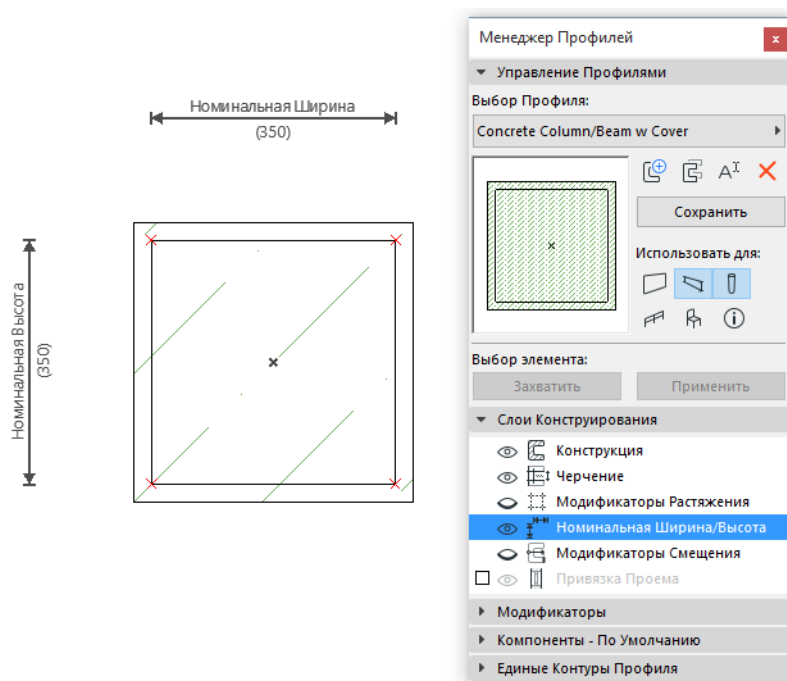 Номинальная Ширина
(350)
Номинальная Высота
(350)
Менеджер Профилей
x
Управление Профилями
Выбор Профиля:
Concrete Column/Beam w Cover
Сохранить
Использовать для:
Выбор элемента:
Захватить
Применить
Слои Конструирования
Конструкция
Черчение
Модификаторы Растяжения
Номинальная Ширина/Высота
Модификаторы Смещения
Привязка Проема
Модификаторы
Компоненты - По Умолчанию
Единые Контуры Профиля